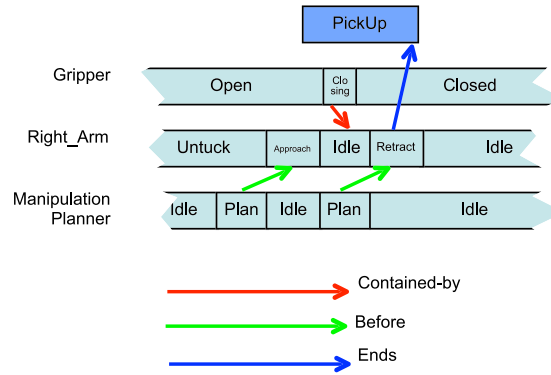 PickUp
Gripper
Open
Clo
sing
Closed
Right_Arm
Untuck
Approach
Idle
Retract
Idle
Manipulation
Planner
Idle
Plan
Idle
Plan
Idle
Contained-by
Before
Ends